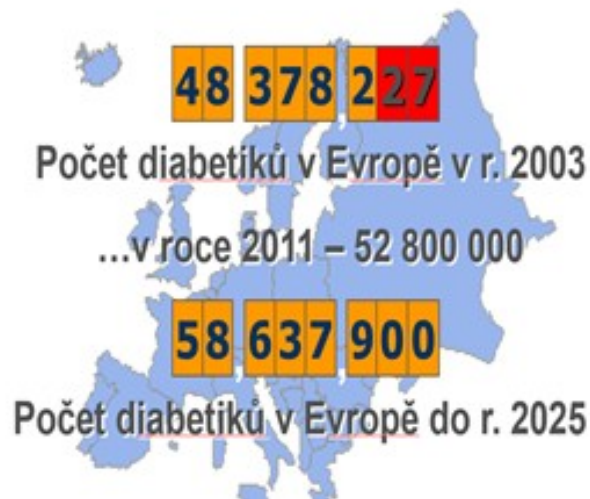 48 378 227
Počet diabetiků v Evropě v r. 2003
...v roce 2011 – 52 800 000
58 637 900
Počet diabetiků v Evropě do r. 2025